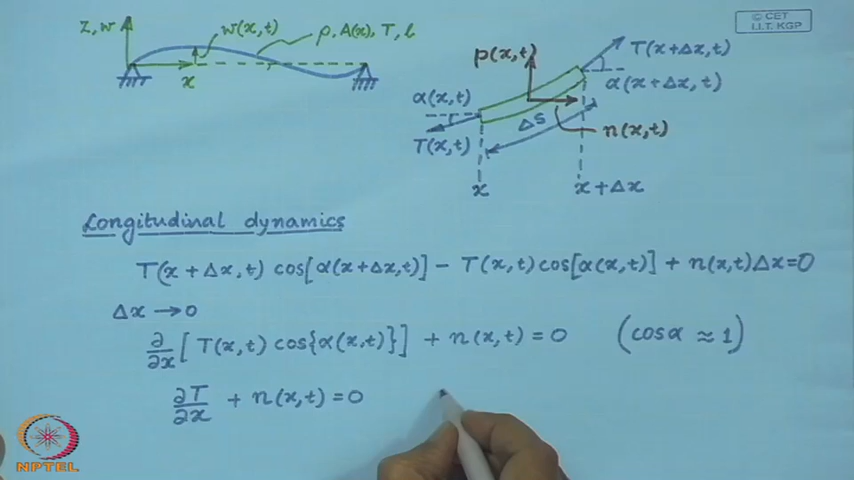 z, w
w(x,t)
ρ, A(x), T, l
x
© CET
I.I.T. KGP
p(x,t)
T(x+Δx,t)
α(x+Δx,t)
α(x,t)
T(x,t)
ΔS
n(x,t)
x
x+Δx
Longitudinal dynamics
T(x+Δx,t) cos[α(x+Δx,t)] - T(x,t)cos[α(x,t)] + n(x,t)Δx=0
Δx → 0
∂/∂x [T(x,t) cos{α(x,t)}] + n(x,t) = 0 (cosα ≈ 1)
∂T/∂x + n(x,t) = 0
NPTEL